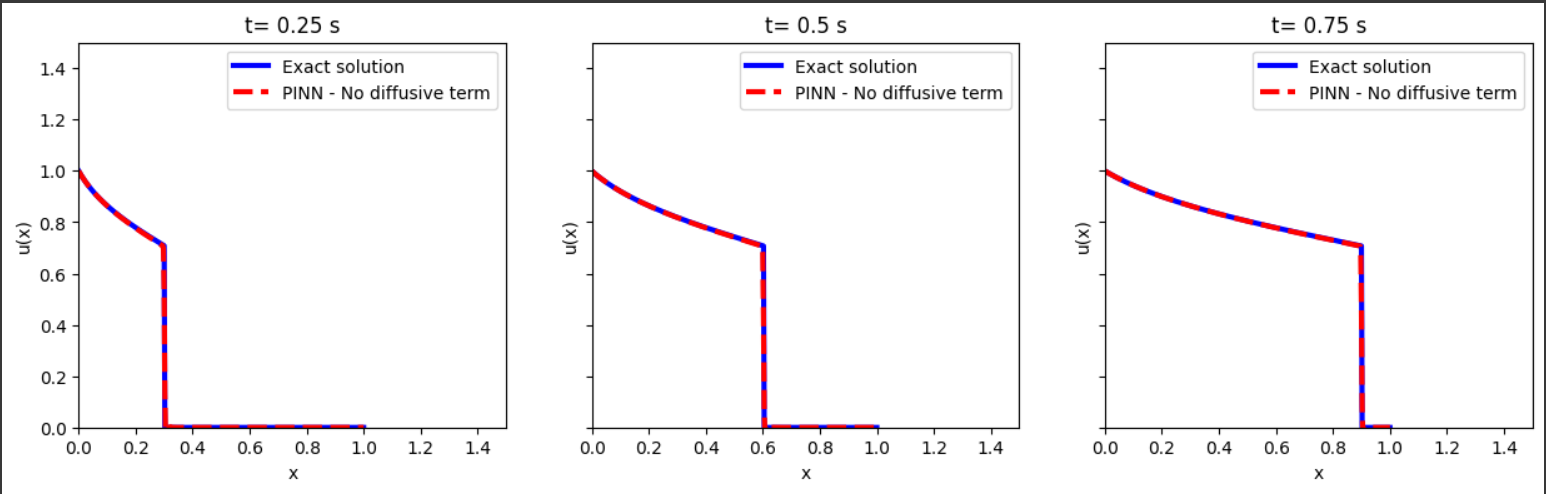 t= 0.25 s
1.4
1.2
1.0
0.8
0.6
0.4
0.2
0.0
u(x)
Exact solution
PINN - No diffusive term
0.0 0.2 0.4 0.6 0.8 1.0 1.2 1.4
x
t= 0.5 s
u(x)
Exact solution
PINN - No diffusive term
0.0 0.2 0.4 0.6 0.8 1.0 1.2 1.4
x
t= 0.75 s
u(x)
Exact solution
PINN - No diffusive term
0.0 0.2 0.4 0.6 0.8 1.0 1.2 1.4
x